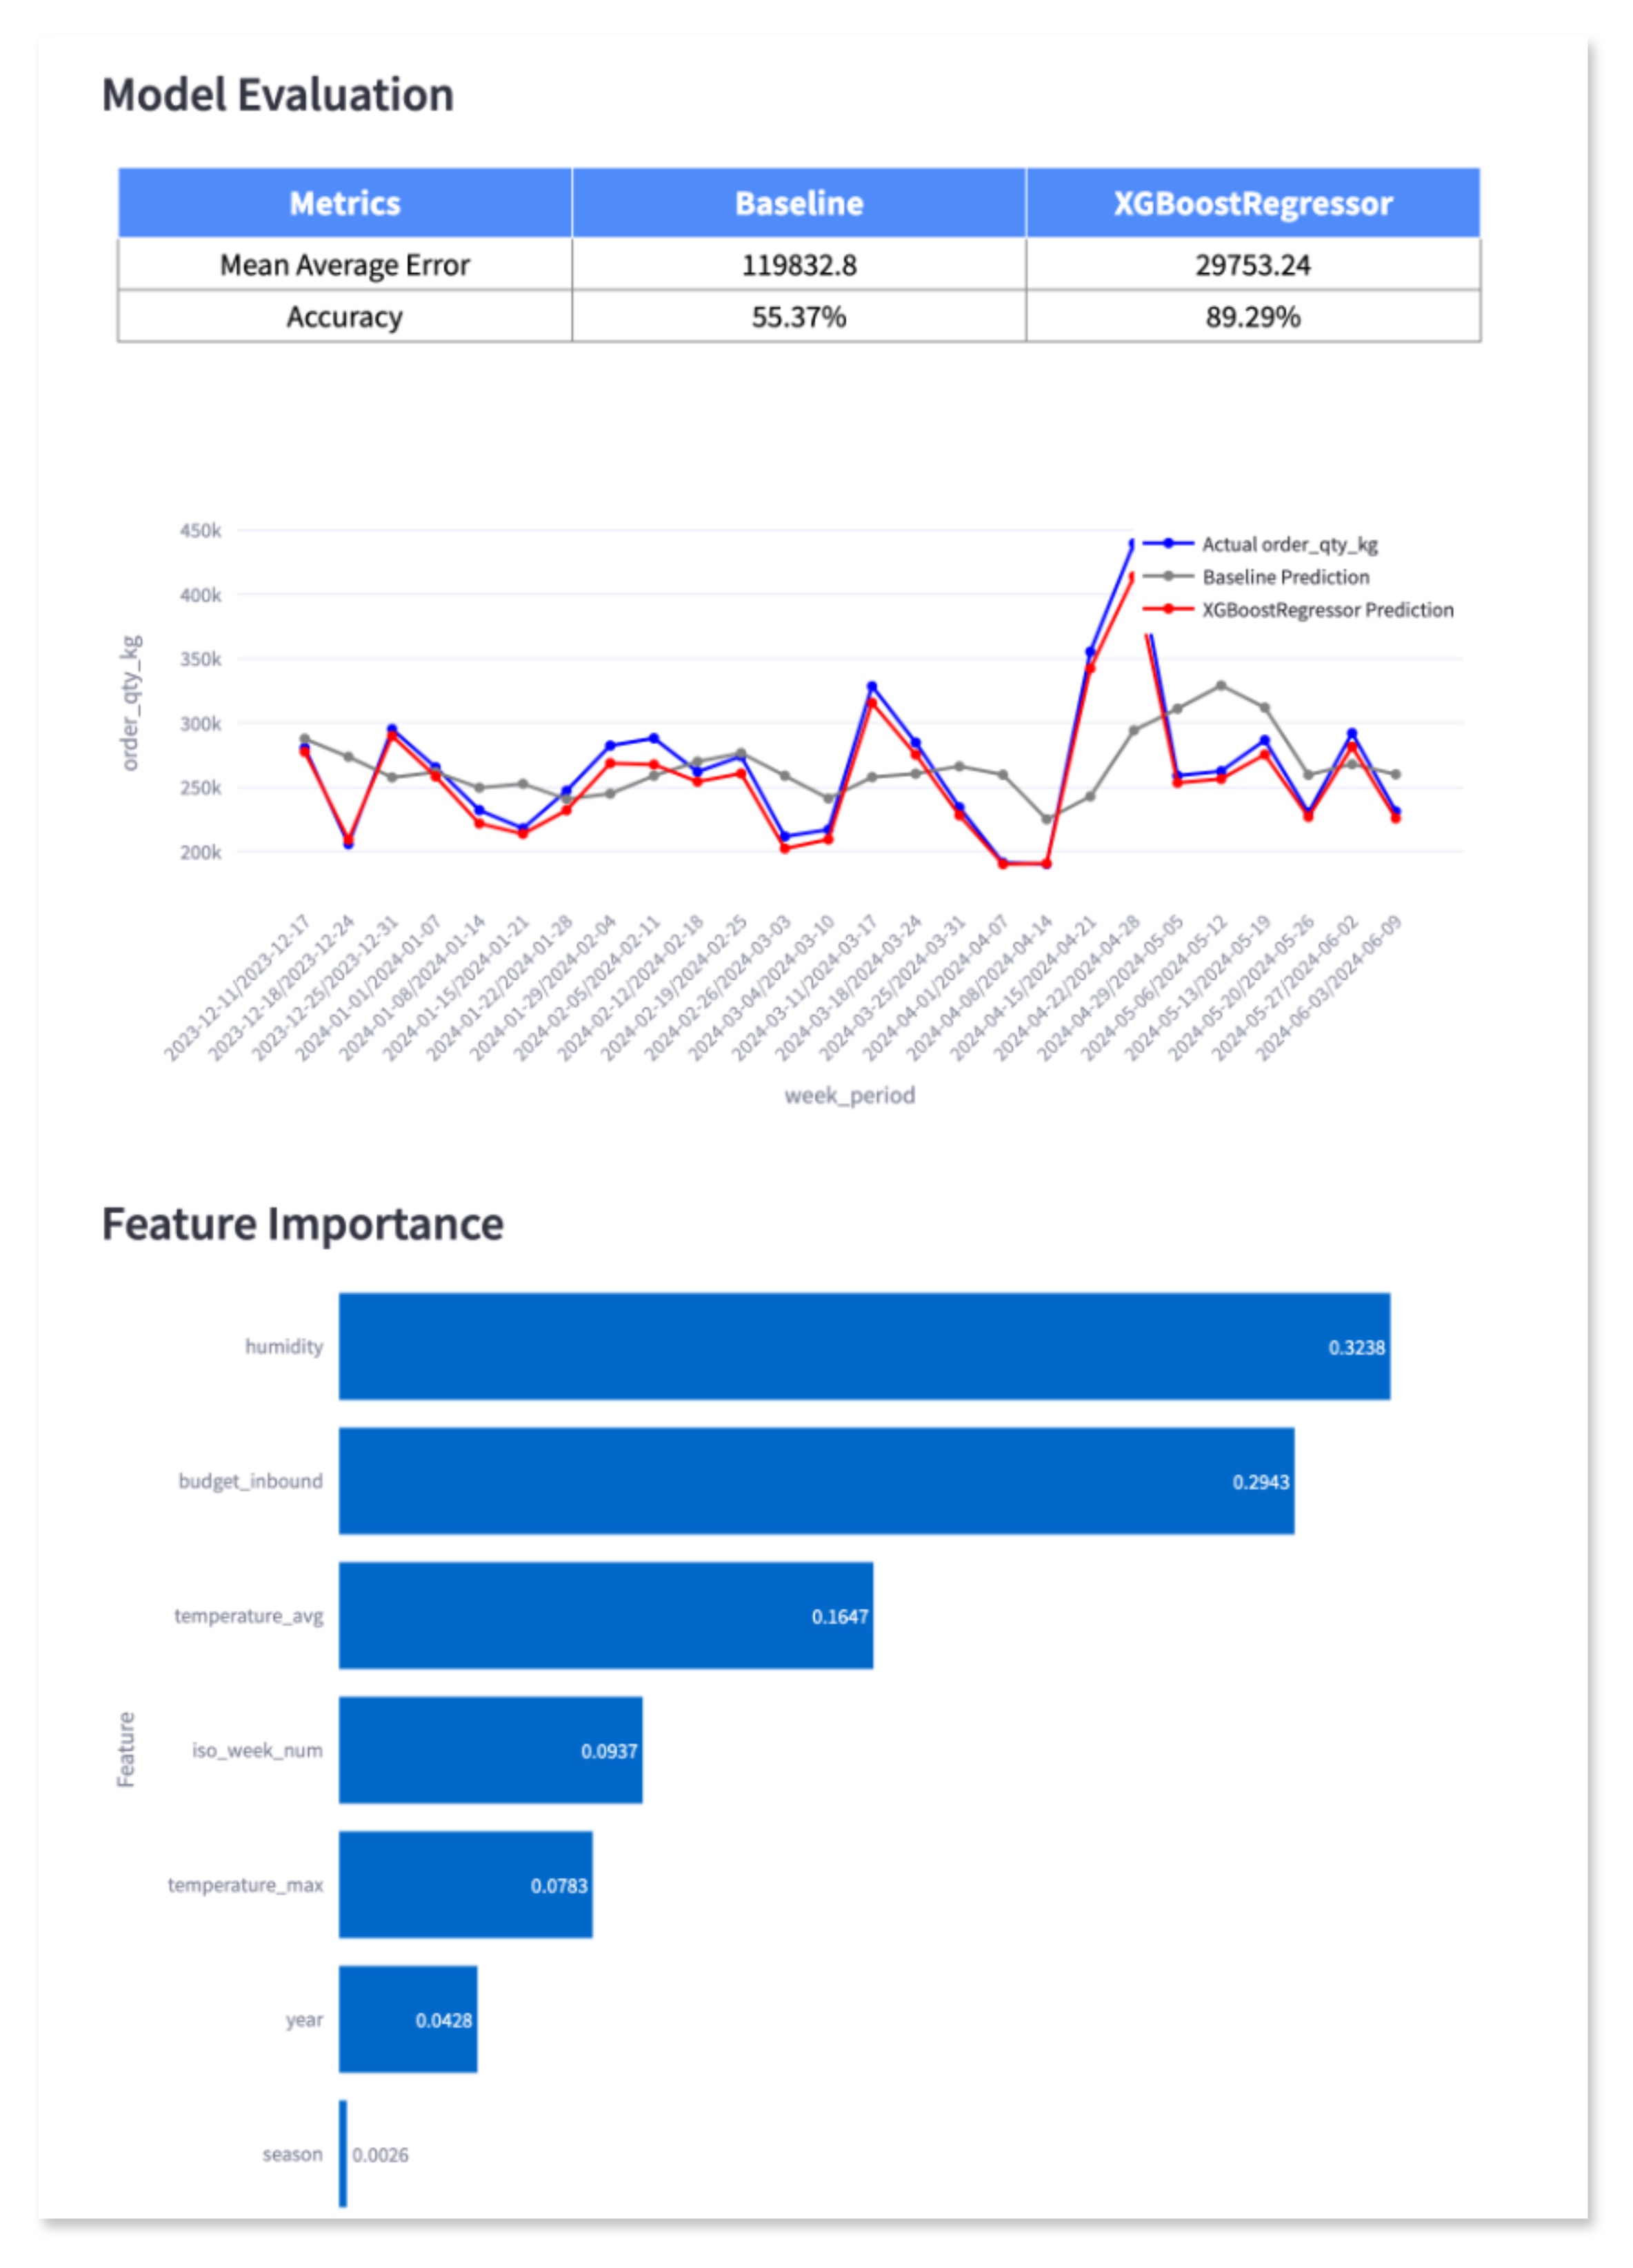 Model Evaluation
Metrics Baseline XGBoostRegressor
Mean Average Error 119832.8 29753.24
Accuracy 55.37% 89.29%
450k
400k
350k
300k
250k
200k
order_qty_kg
Actual order_qty_kg
Baseline Prediction
XGBoostRegressor Prediction
2023-12-11/2023-12-17
2023-12-18/2023-12-24
2023-12-25/2023-12-31
2024-01-01/2024-01-07
2024-01-08/2024-01-14
2024-01-15/2024-01-21
2024-01-22/2024-01-28
2024-01-29/2024-02-04
2024-02-05/2024-02-11
2024-02-12/2024-02-18
2024-02-19/2024-02-25
2024-02-26/2024-03-03
2024-03-04/2024-03-10
2024-03-11/2024-03-17
2024-03-18/2024-03-24
2024-03-25/2024-03-31
2024-04-01/2024-04-07
2024-04-08/2024-04-14
2024-04-15/2024-04-21
2024-04-22/2024-04-28
2024-04-29/2024-05-05
2024-05-06/2024-05-12
2024-05-13/2024-05-19
2024-05-20/2024-05-26
2024-05-27/2024-06-02
2024-06-03/2024-06-09
week_period
Feature Importance
Feature
humidity 0.3238
budget_inbound 0.2943
temperature_avg 0.1647
iso_week_num 0.0937
temperature_max 0.0783
year 0.0428
season 0.0026